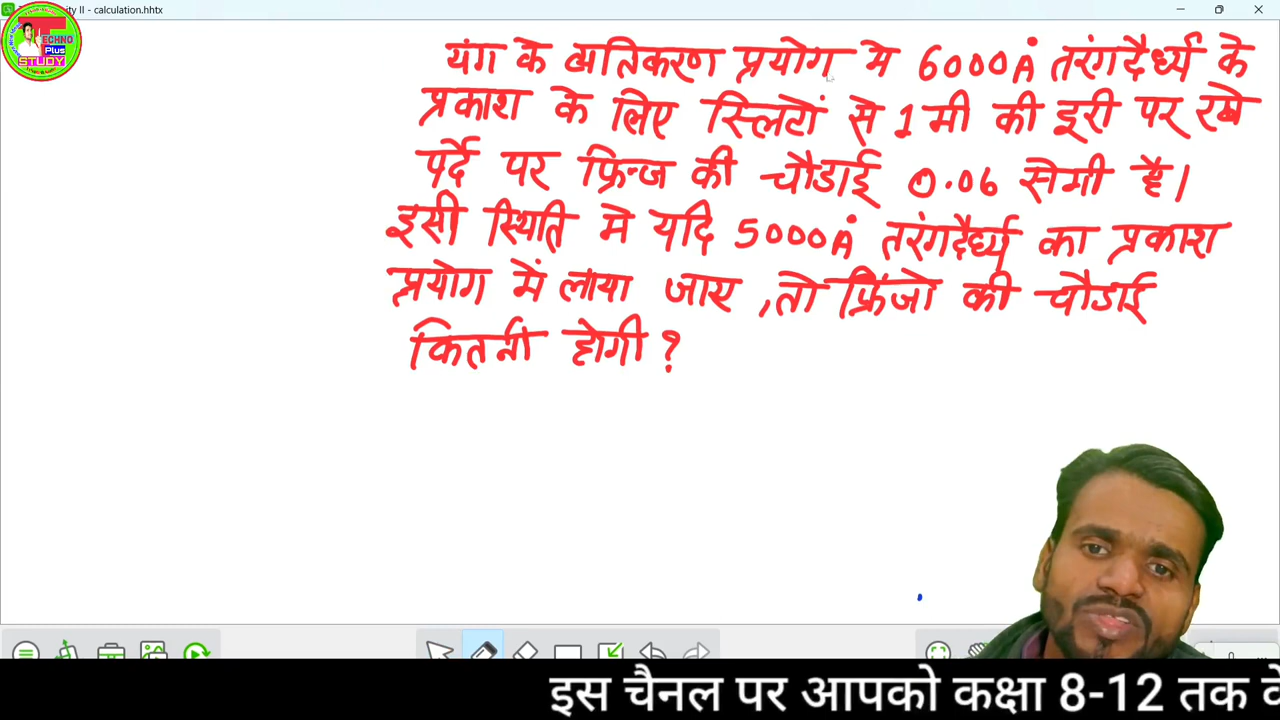 ity II - calculation.hhtx
TECHNO
Plus
STUDY
यंग के व्यतिकरण प्रयोग मे 6000Å तरंगदैर्ध्य के
प्रकाश के लिए स्लिटों से 1 मी की दूरी पर रखे
पर्दे पर फ्रिन्ज की चौडाई 0.06 सेमी है।
इसी स्थिति मे यदि 5000Å तरंगदैर्ध्य का प्रकाश
प्रयोग में लाया जाए , तो फ्रिंजो की चौडाई
कितनी होगी ?
इस चैनल पर आपको कक्षा 8-12 तक के